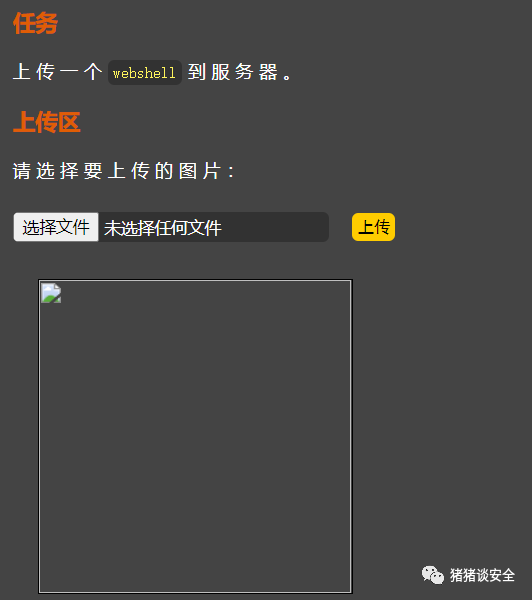 任务
上传一个 webshell 到服务器。
上传区
请选择要上传的图片：
选择文件 未选择任何文件 上传
猪猪谈安全